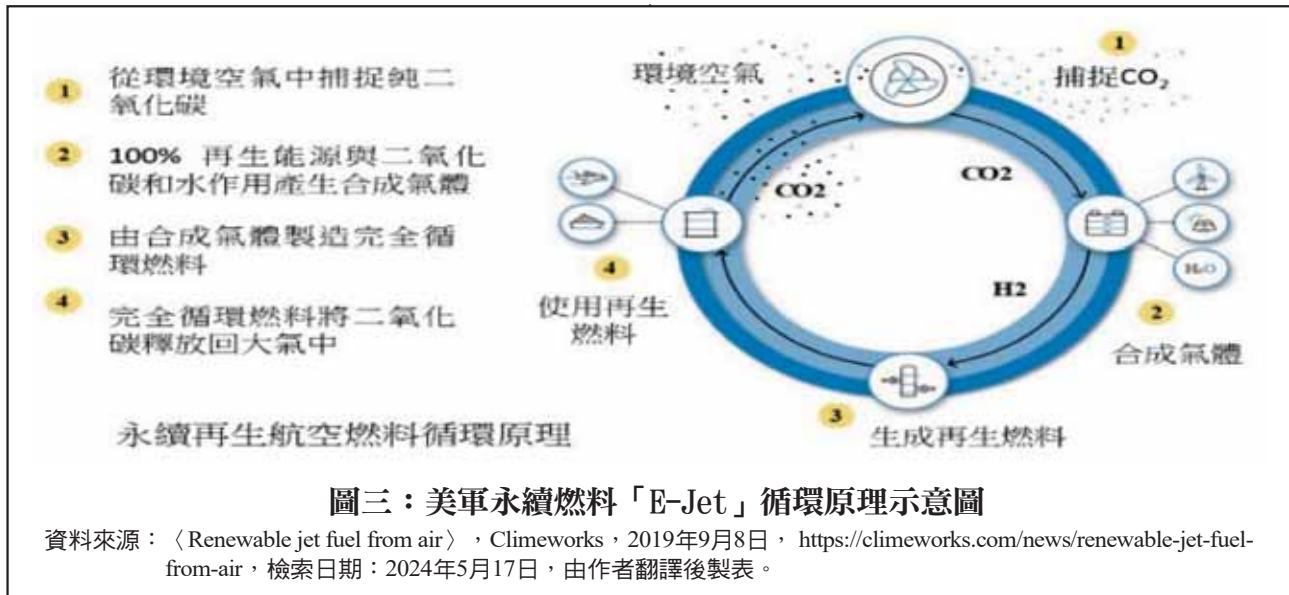 1 從環境空氣中捕捉純二
氧化碳
2 100% 再生能源與二氧化
碳和水作用產生合成氣體
3 由合成氣體製造完全循
環燃料
4 完全循環燃料將二氧化
碳釋放回大氣中
永續再生航空燃料循環原理
環境空氣
1
捕捉CO₂
CO2
CO2
H₂O
H2
2
合成氣體
4
使用再生
燃料
3
生成再生燃料
圖三：美軍永續燃料「E-Jet」循環原理示意圖
資料來源：〈Renewable jet fuel from air〉，Climeworks，2019年9月8日， https://climeworks.com/news/renewable-jet-fuel-
from-air，檢索日期：2024年5月17日，由作者翻譯後製表。